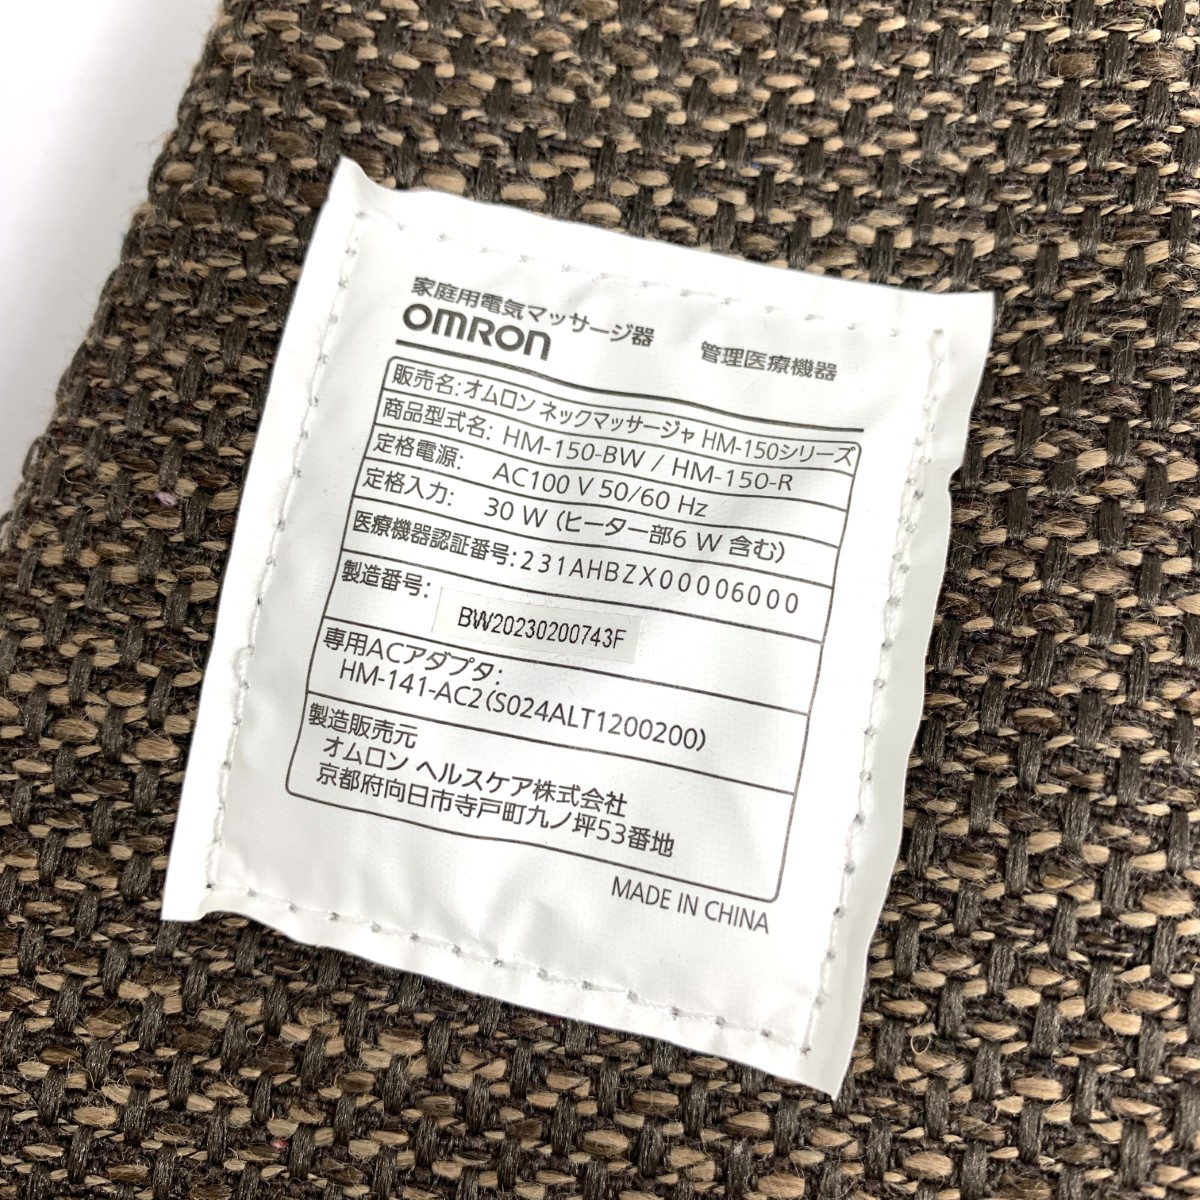 家庭用電気マッサージ器
管理医療機器
OMRON
販売名:オムロン ネックマッサージャ HM-150シリーズ
商品型式名: HM-150-BW / HM-150-R
定格電源: AC100 V 50/60 Hz
定格入力: 30 W (ヒーター部6 W 含む)
医療機器認証番号:231AHBZX00006000
製造番号: BW20230200743F
専用ACアダプタ:
HM-141-AC2(S024ALT1200200)
製造販売元
オムロン ヘルスケア株式会社
京都府向日市寺戸町九ノ坪53番地
MADE IN CHINA